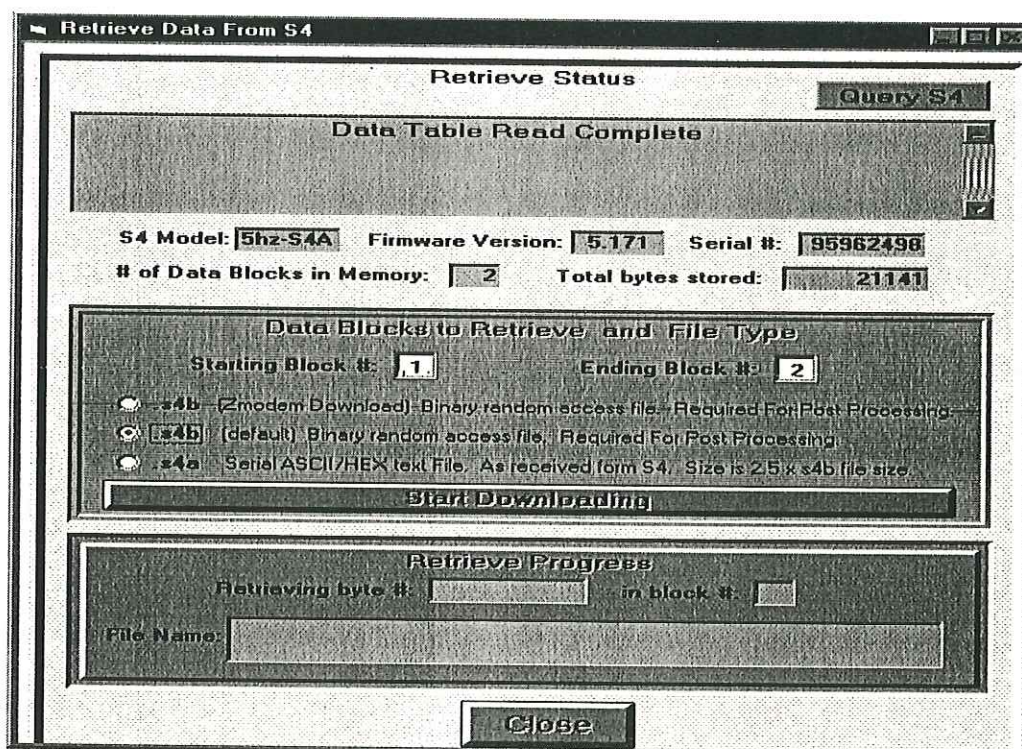 Retrieve Data From S4
Retrieve Status
Query S4
Data Table Read Complete
S4 Model: 5hz-S4A Firmware Version: 5.171 Serial #: 95962498
# of Data Blocks in Memory: 2 Total bytes stored: 21141
Data Blocks to Retrieve and File Type
Starting Block #: 1 Ending Block #: 2
.s4b (Zmodem Download) Binary random access file. Required For Post Processing.
.s4b (default) Binary random access file. Required For Post Processing.
.s4a Serial ASCII/HEX text File. As received form S4. Size is 2.5 x s4b file size.
Start Downloading
Retrieve Progress
Retrieving byte #: in block #:
File Name:
Close